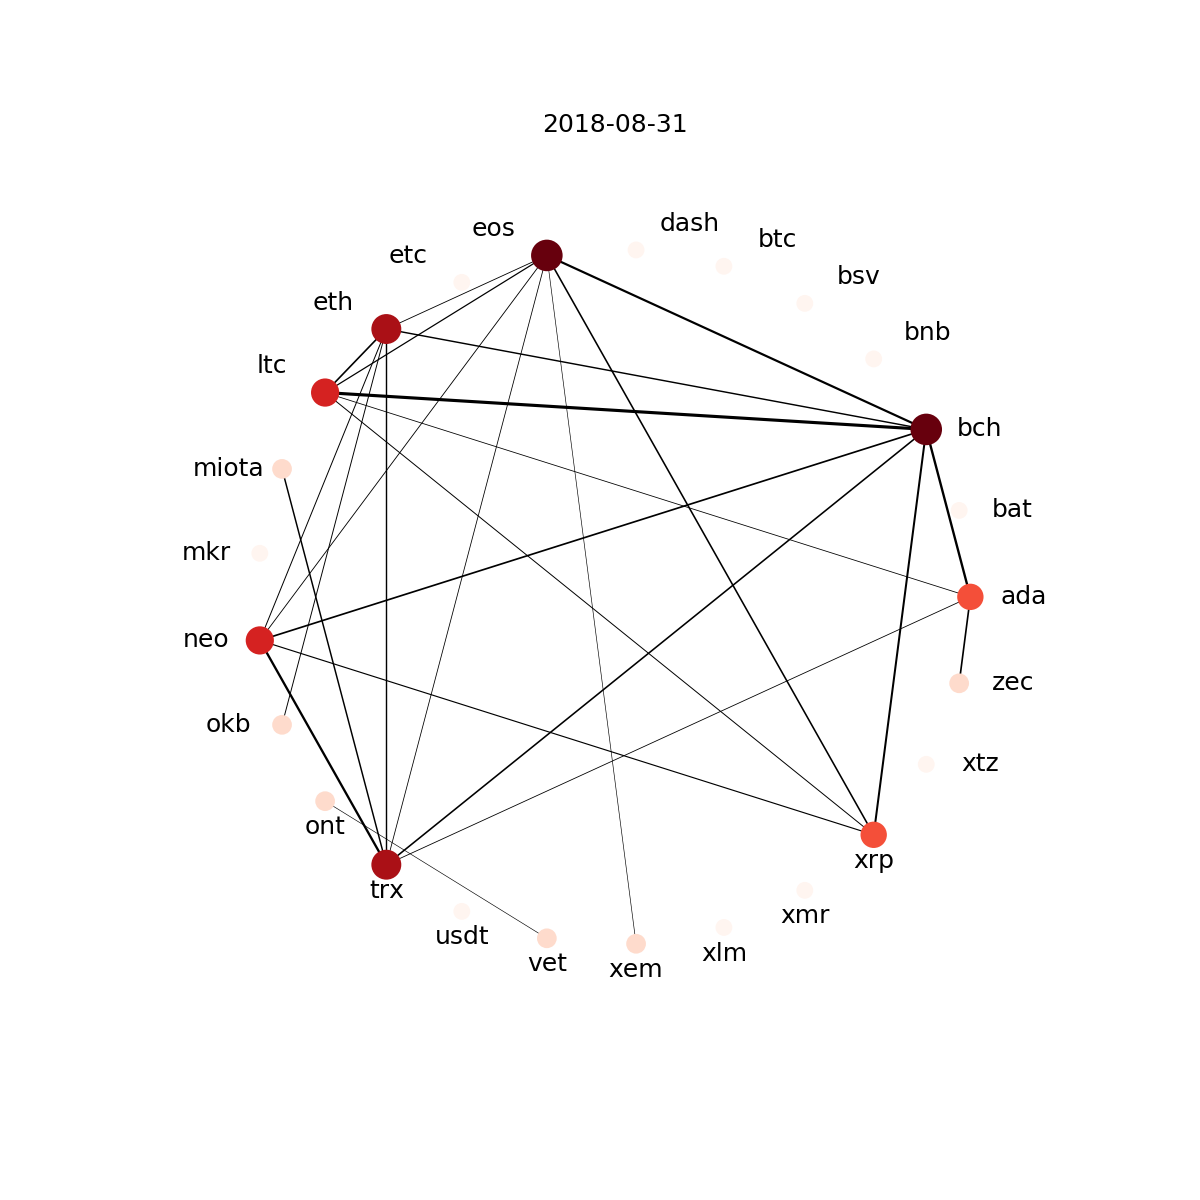 2018-08-31
dash
eos
btc
etc
bsv
eth
bnb
ltc
bch
miota
bat
mkr
ada
neo
zec
okb
xtz
ont
xrp
trx
xmr
usdt
xlm
vet
xem